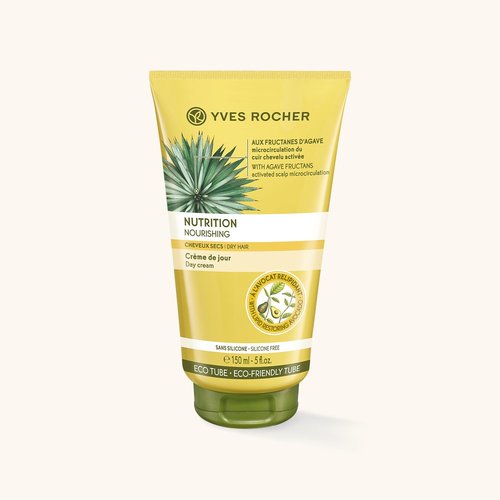 YVES ROCHER
AUX FRUCTANES D'AGAVE
microcirculation du
cuir chevelu activée
WITH AGAVE FRUCTANS
activated scalp microcirculation
NUTRITION
NOURISHING
CHEVEUX SECS | DRY HAIR
Crème de jour
Day cream
À L'AVOCAT RELIPIDANT
WITH LIPID RESTORING AVOCADO
SANS SILICONE - SILICONE FREE
℮ 150 ml - 5 fl.oz.
ECO TUBE • ECO-FRIENDLY TUBE